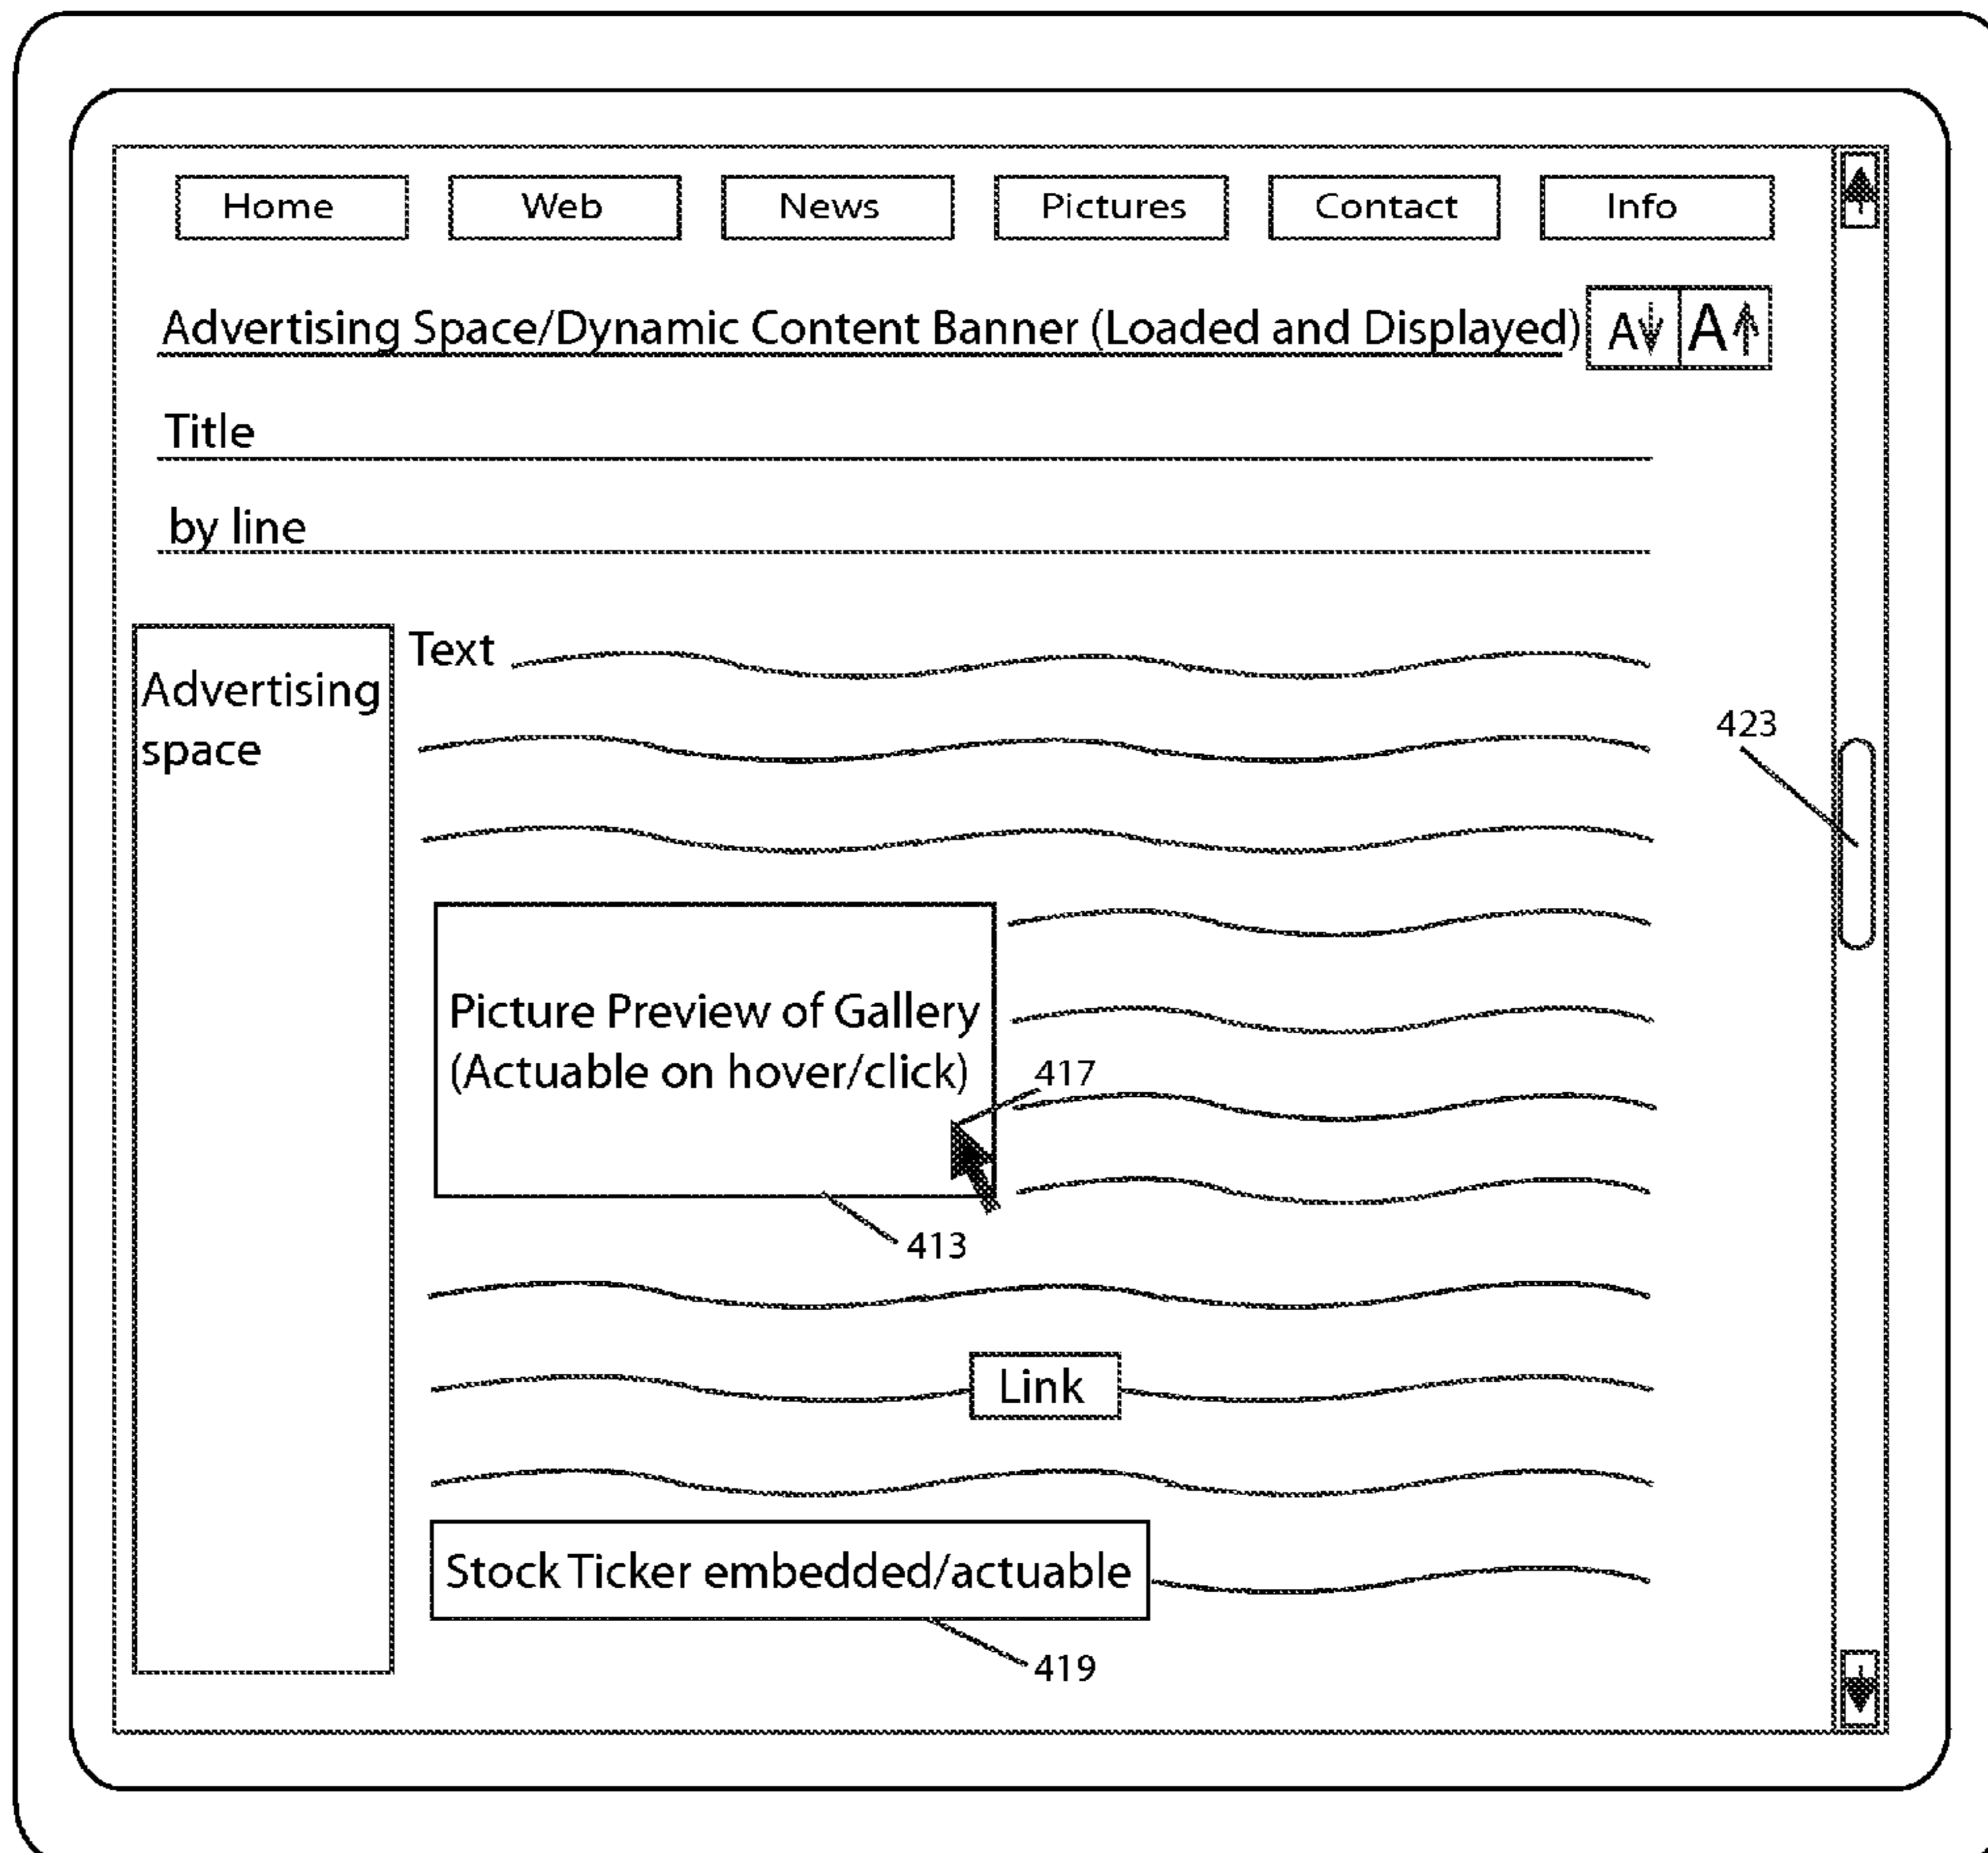 Home Web News Pictures Contact Info
Advertising Space/Dynamic Content Banner (Loaded and Displayed) A A
Title
by line
Text
Advertising
space
423
Picture Preview of Gallery
(Actuable on hover/click)
417
413
Link
Stock Ticker embedded/actuable
419